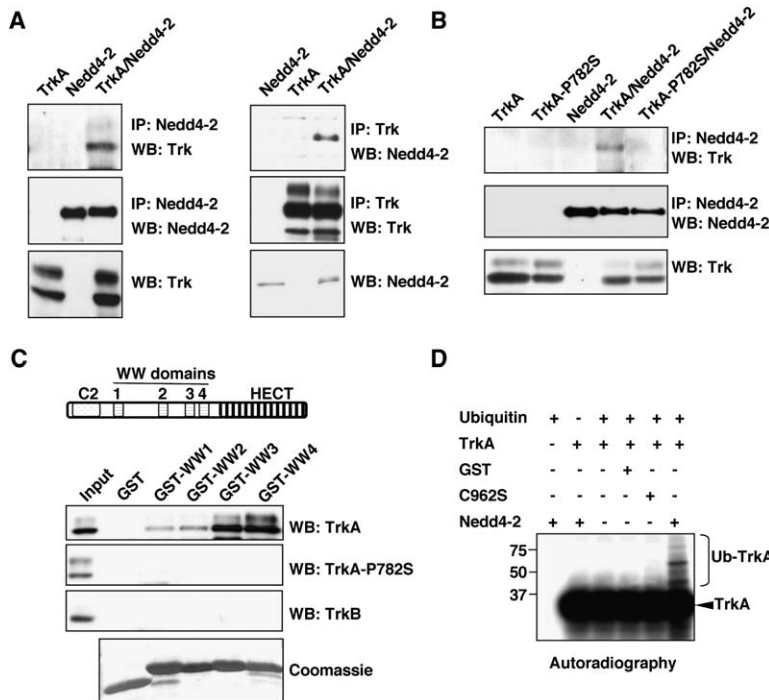 A
TrkA
Nedd4-2
TrkA/Nedd4-2
IP: Nedd4-2
WB: Trk
IP: Nedd4-2
WB: Nedd4-2
WB: Trk
Nedd4-2
TrkA
TrkA/Nedd4-2
IP: Trk
WB: Nedd4-2
IP: Trk
WB: Trk
WB: Nedd4-2
B
TrkA
TrkA-P782S
Nedd4-2
TrkA/Nedd4-2
TrkA-P782S/Nedd4-2
IP: Nedd4-2
WB: Trk
IP: Nedd4-2
WB: Nedd4-2
WB: Trk
C
WW domains
C2 1 2 3 4 HECT
Input
GST
GST-WW1
GST-WW2
GST-WW3
GST-WW4
WB: TrkA
WB: TrkA-P782S
WB: TrkB
Coomassie
D
Ubiquitin + - + + + +
TrkA - + + + + +
GST - - - + - -
C962S - - - - + -
Nedd4-2 + + - - - +
75
50
37
Ub-TrkA
TrkA
Autoradiography